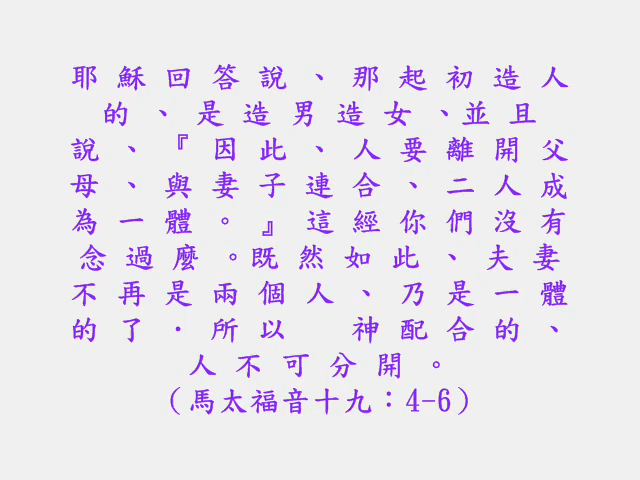 耶穌回答說、那起初造人
的、是造男造女、並且
說、『因此、人要離開父
母、與妻子連合、二人成
為一體。』這經你們沒有
念過麼。既然如此、夫妻
不再是兩個人、乃是一體
的了．所以　神配合的、
人不可分開。
(馬太福音十九：4-6)